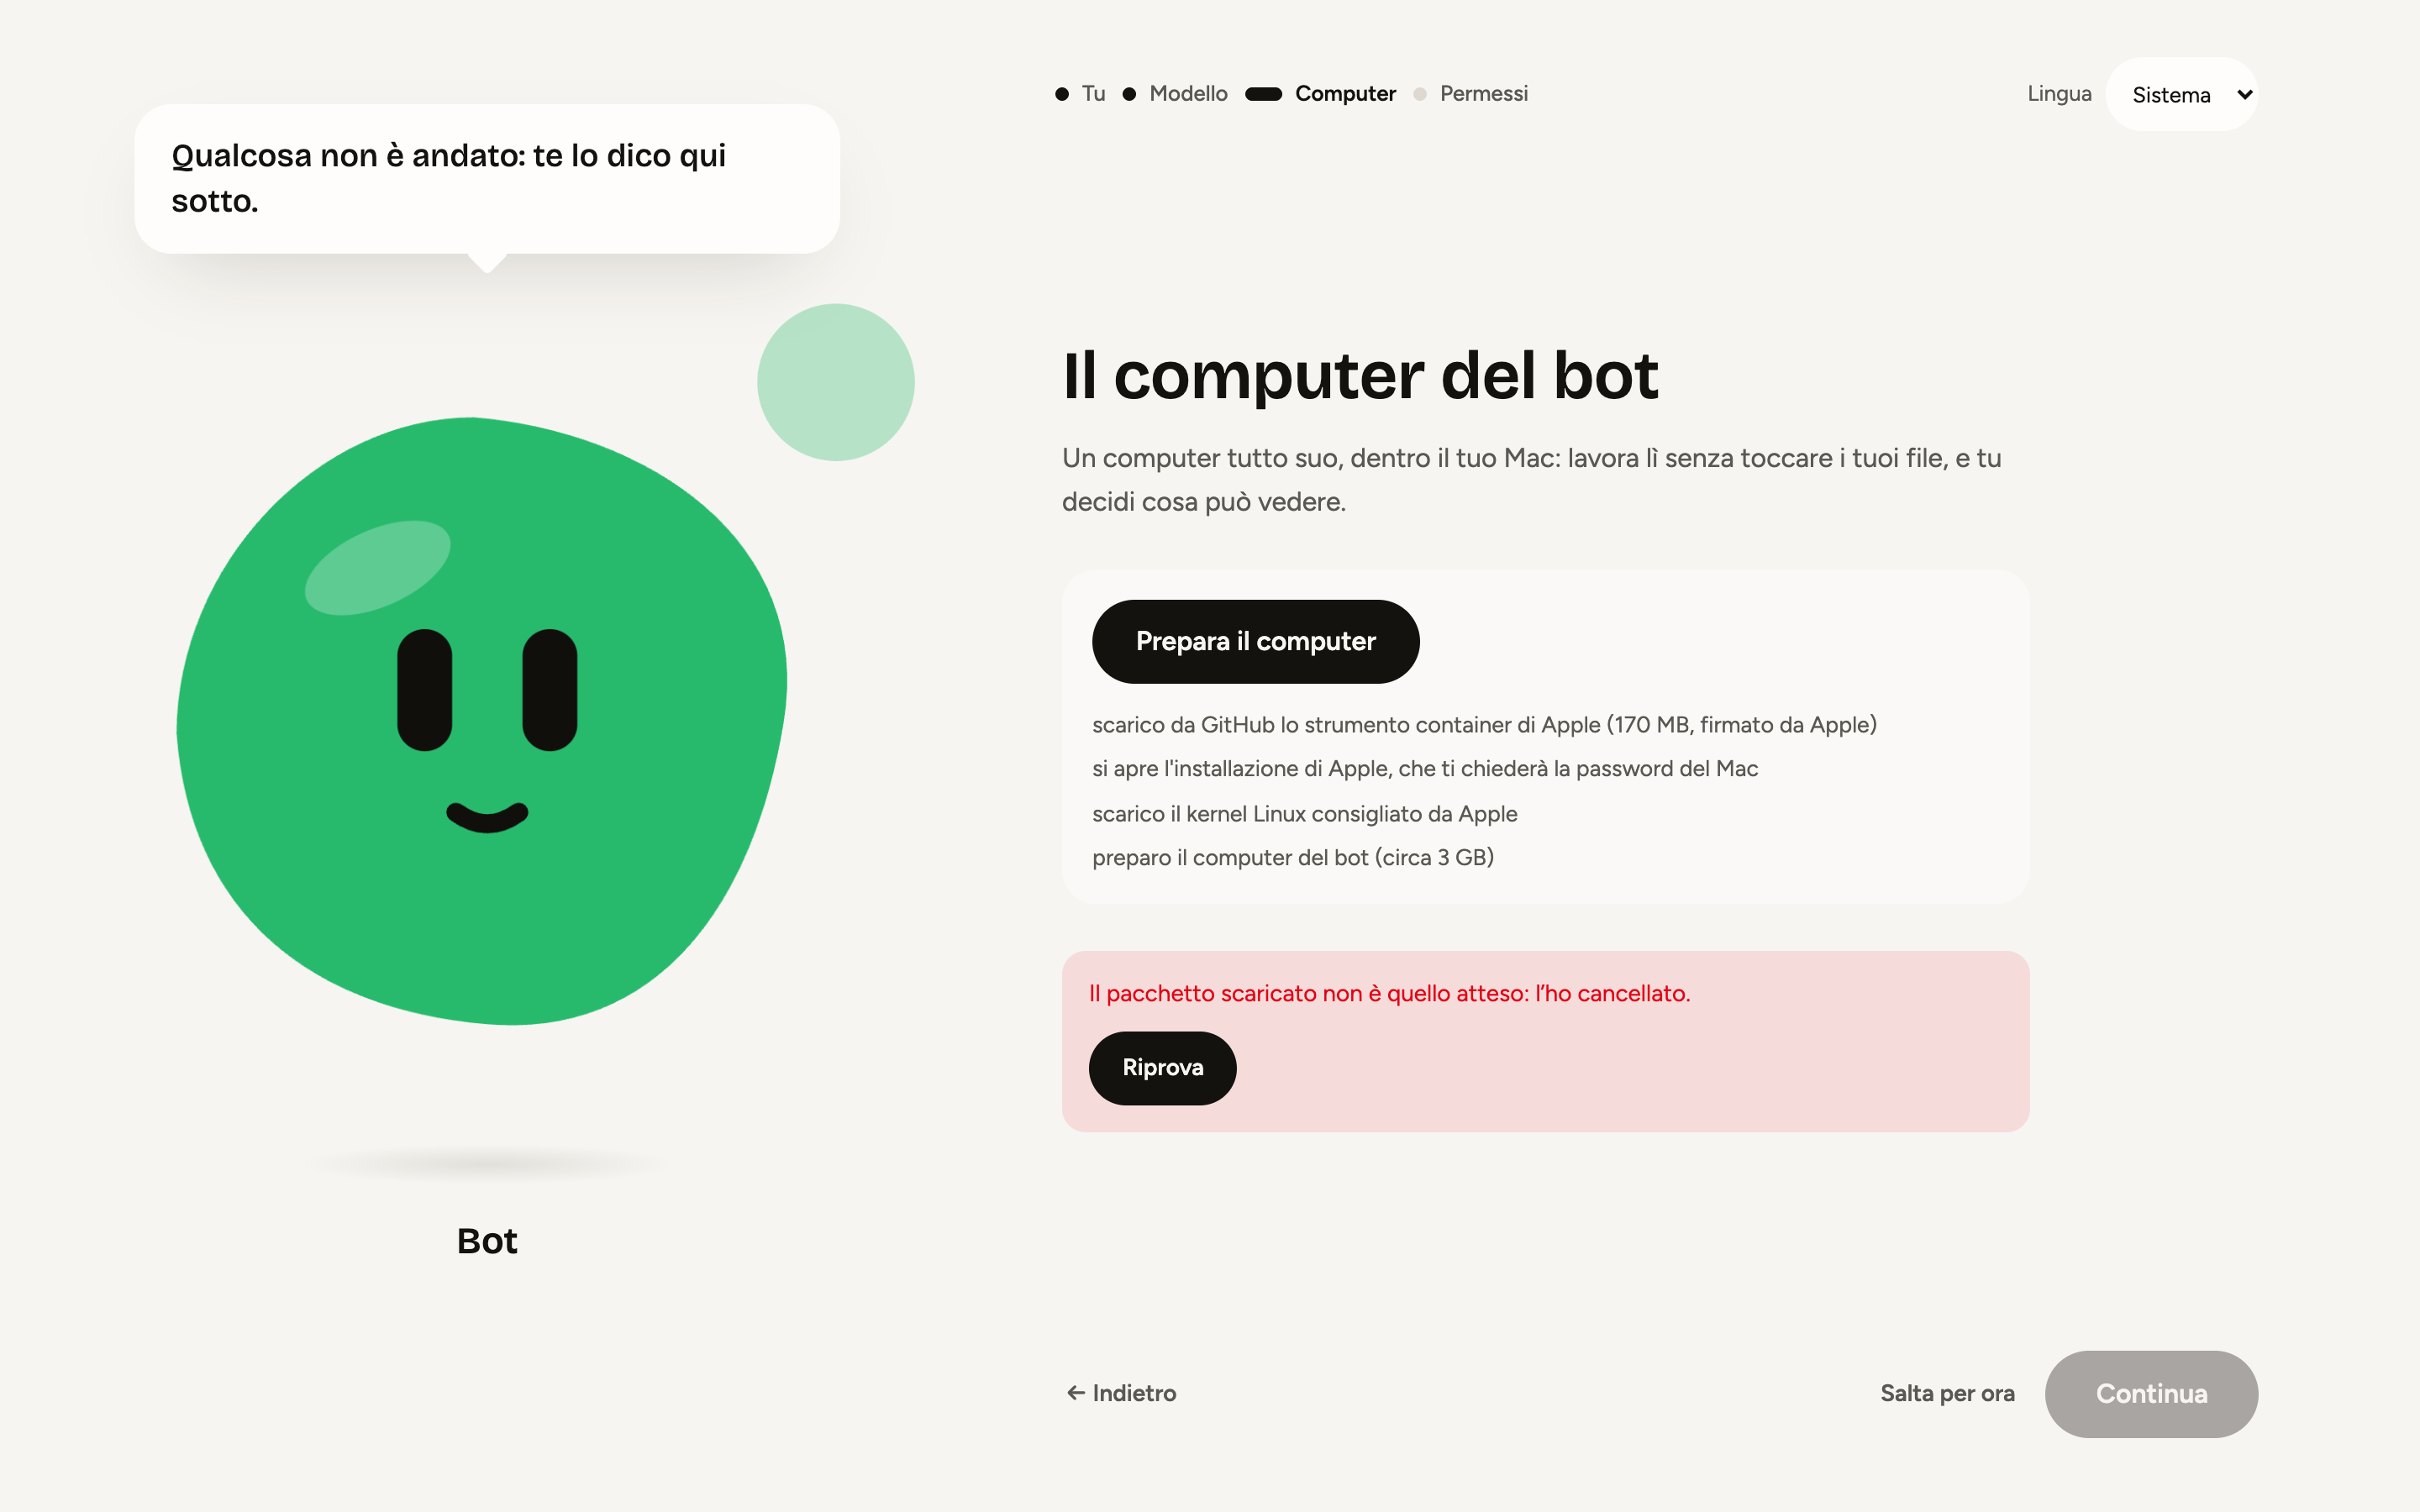 Tu
Modello
Computer
Permessi
Lingua
Sistema
Qualcosa non è andato: te lo dico qui
sotto.
Bot
Il computer del bot
Un computer tutto suo, dentro il tuo Mac: lavora lì senza toccare i tuoi file, e tu
decidi cosa può vedere.
Prepara il computer
scarico da GitHub lo strumento container di Apple (170 MB, firmato da Apple)
si apre l'installazione di Apple, che ti chiederà la password del Mac
scarico il kernel Linux consigliato da Apple
preparo il computer del bot (circa 3 GB)
Il pacchetto scaricato non è quello atteso: l’ho cancellato.
Riprova
← Indietro
Salta per ora
Continua